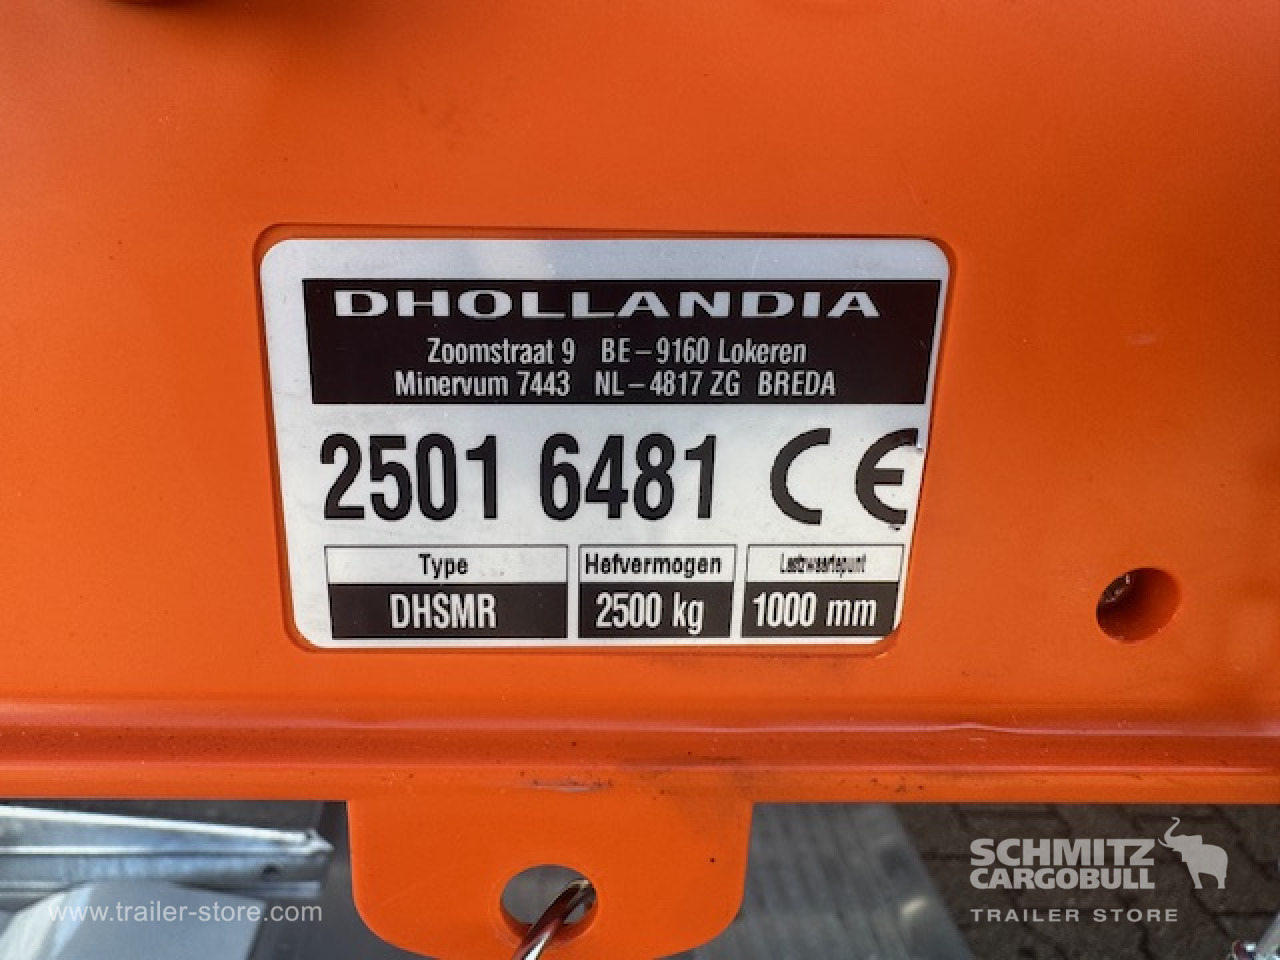 DHOLLANDIA
Zoomstraat 9 BE-9160 Lokeren
Minervum 7443 NL-4817 ZG BREDA
2501 6481 CE
Type Hefvermogen Lastzwaartepunt
DHSMR 2500 kg 1000 mm
SCHMITZ
CARGOBULL
TRAILER STORE
www.trailer-store.com